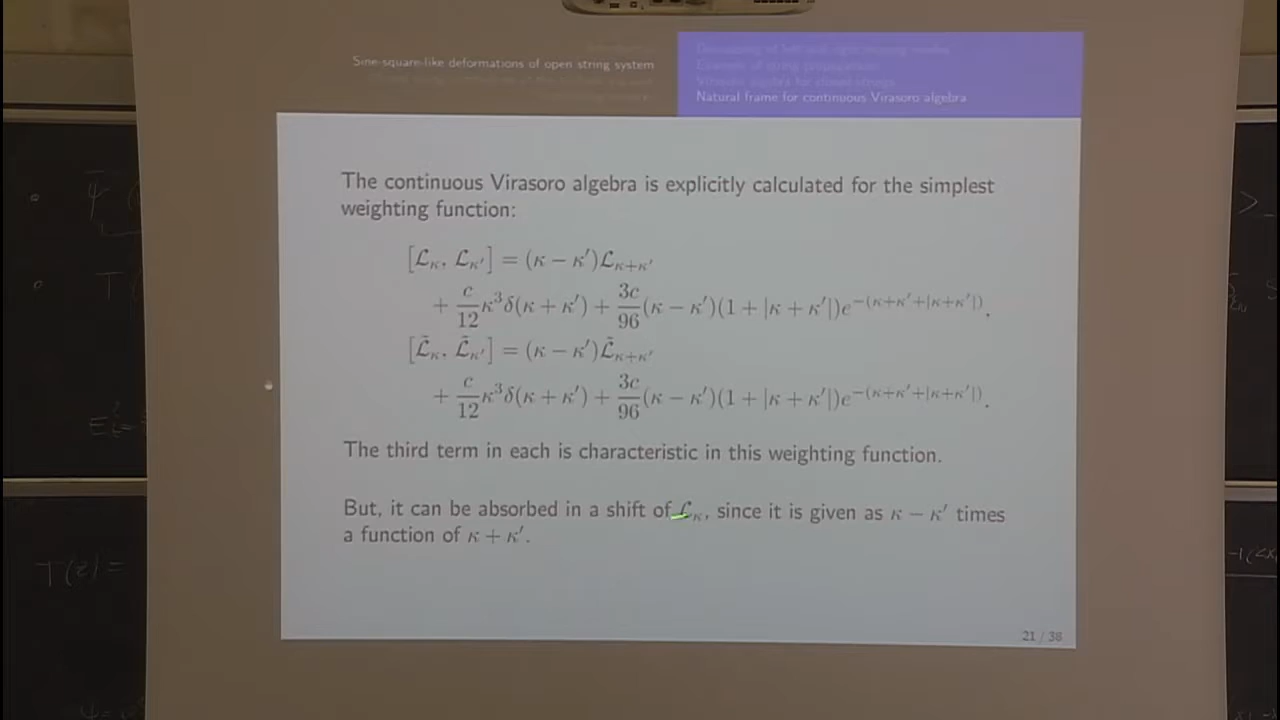 Sine-square-like deformations of open string system
Natural frame for continuous Virasoro algebra
The continuous Virasoro algebra is explicitly calculated for the simplest
weighting function:
[ℒ_κ, ℒ_κ′] = (κ − κ′)ℒ_κ+κ′
+ c/12 κ³δ(κ + κ′) + 3c/96 (κ − κ′)(1 + |κ + κ′|)e^−(κ+κ′+|κ+κ′|),
[ℒ̃_κ, ℒ̃_κ′] = (κ − κ′)ℒ̃_κ+κ′
+ c/12 κ³δ(κ + κ′) + 3c/96 (κ − κ′)(1 + |κ + κ′|)e^−(κ+κ′+|κ+κ′|).
The third term in each is characteristic in this weighting function.
But, it can be absorbed in a shift of ℒ_κ, since it is given as κ − κ′ times
a function of κ + κ′.
21 / 38
T(z) =